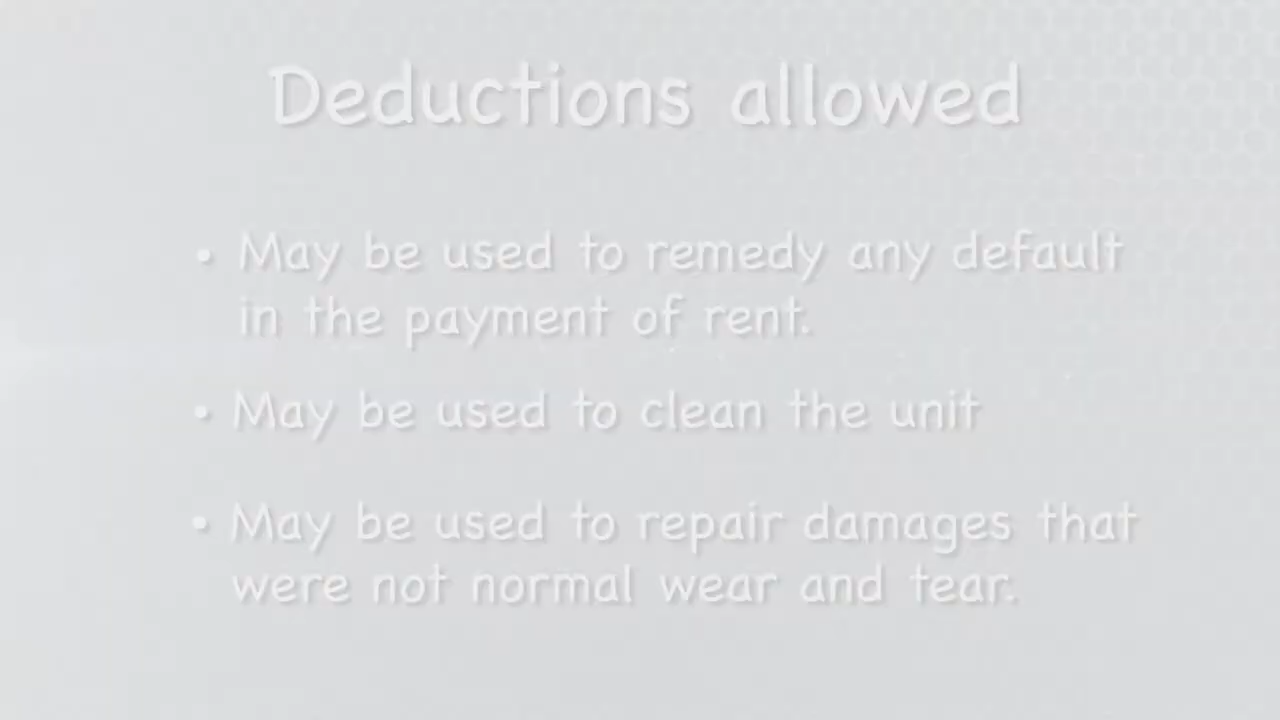 Deductions allowed
• May be used to remedy any default
in the payment of rent.
• May be used to clean the unit
• May be used to repair damages that
were not normal wear and tear.